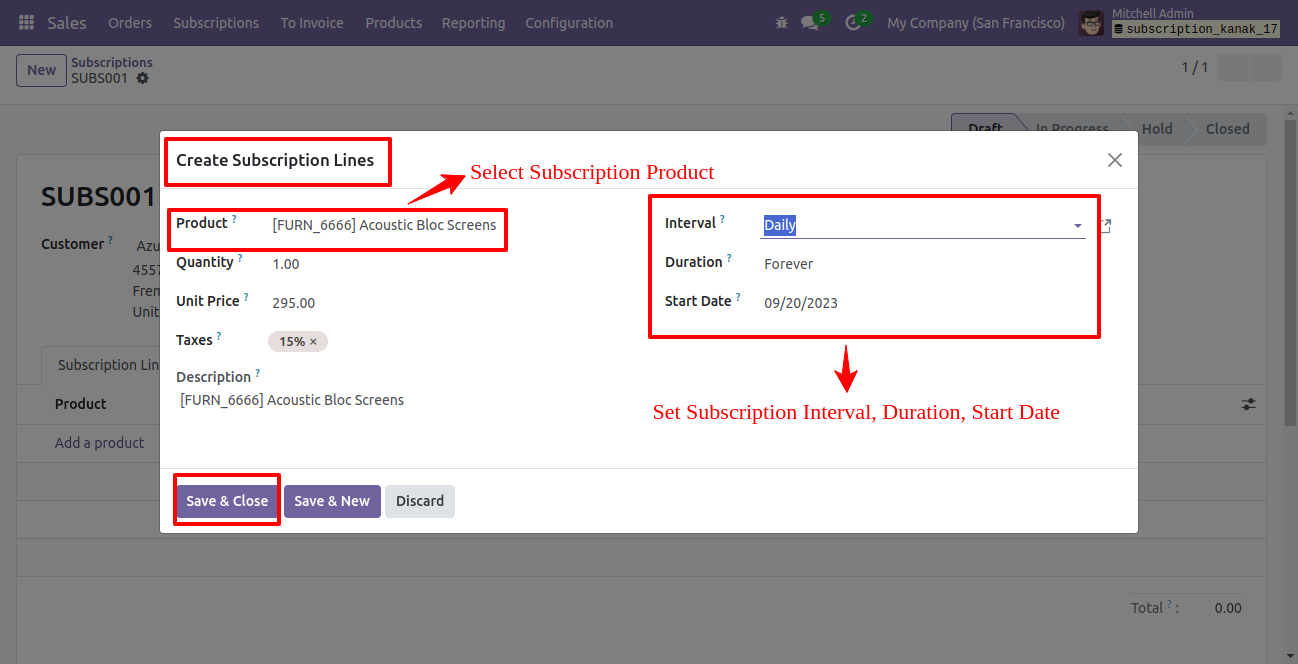 Sales Orders Subscriptions To Invoice Products Reporting Configuration 5 2 My Company (San Francisco) Mitchell Admin
subscription_kanak_17
New Subscriptions
SUBS001
1 / 1
Draft In Progress Hold Closed
Create Subscription Lines
Select Subscription Product
SUBS001
Product ? [FURN_6666] Acoustic Bloc Screens
Interval ? Daily
Customer ?
Quantity ? 1.00
Duration ? Forever
4557
Unit Price ? 295.00
Start Date ? 09/20/2023
Taxes ? 15% ×
Subscription Lin
Description ?
[FURN_6666] Acoustic Bloc Screens
Set Subscription Interval, Duration, Start Date
Product
Add a product
Save & Close Save & New Discard
Total ? : 0.00